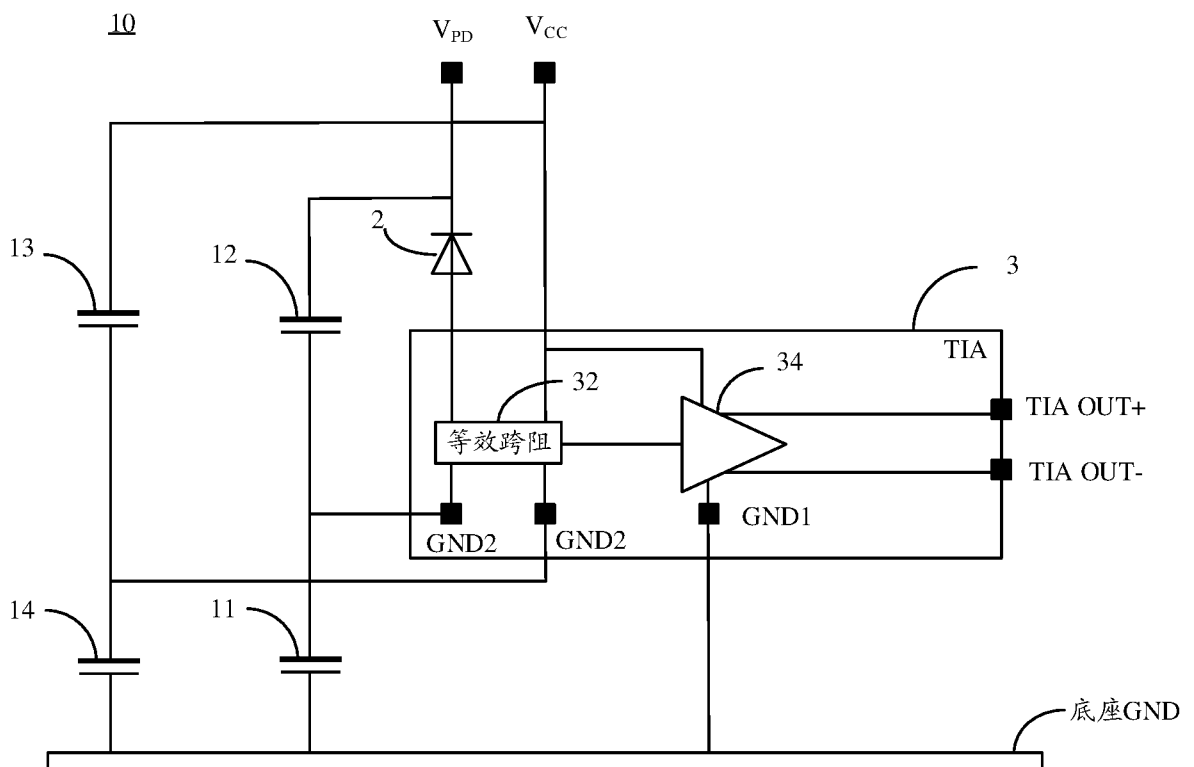 10
V_PD
V_CC
2
13
12
3
TIA
32
34
TIA OUT+
等效跨阻
TIA OUT-
GND1
GND2
GND2
14
11
底座GND